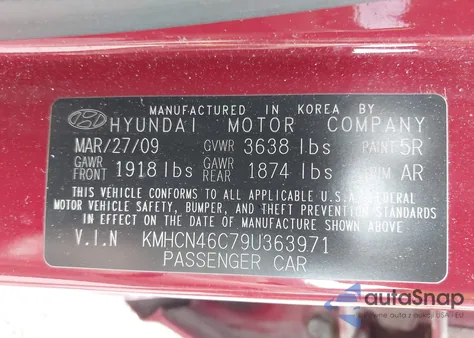 MANUFACTURED IN KOREA BY
HYUNDAI MOTOR COMPANY
MAR/27/09 GVWR 3638 lbs PAINT 5R
GAWR FRONT 1918 lbs GAWR REAR 1874 lbs AR
THIS VEHICLE CONFORMS TO ALL APPLICABLE U.S.A FEDERAL
MOTOR VEHICLE SAFETY, BUMPER, AND THEFT PREVENTION STANDARDS
IN EFFECT ON THE DATE OF MANUFACTURE SHOWN ABOVE.
V.I.N KMHCN46C79U363971
PASSENGER CAR
autoSnap